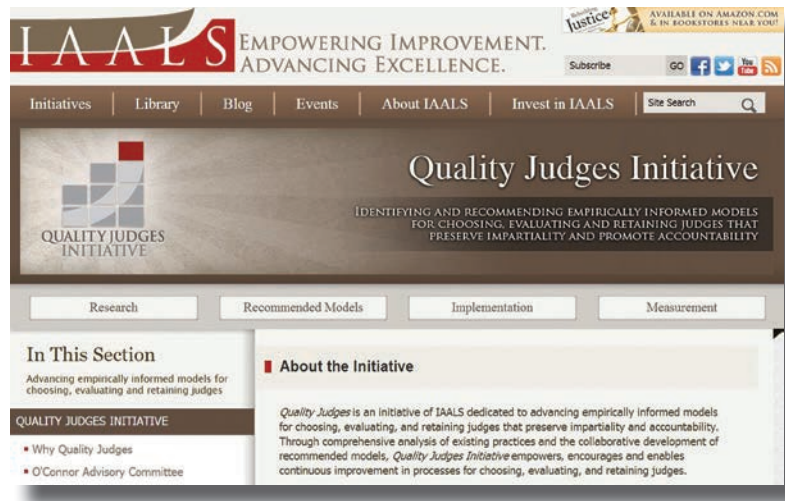 Rebuilding
Justice
AVAILABLE ON AMAZON.COM
& IN BOOKSTORES NEAR YOU!
IAALS
EMPOWERING IMPROVEMENT.
ADVANCING EXCELLENCE.
Subscribe GO f You Tube
Initiatives Library Blog Events About IAALS Invest in IAALS Site Search
Quality Judges Initiative
IDENTIFYING AND RECOMMENDING EMPIRICALLY INFORMED MODELS
FOR CHOOSING, EVALUATING AND RETAINING JUDGES THAT
PRESERVE IMPARTIALITY AND PROMOTE ACCOUNTABILITY
QUALITY JUDGES
INITIATIVE
Research Recommended Models Implementation Measurement
In This Section
Advancing empirically informed models for
choosing, evaluating and retaining judges
QUALITY JUDGES INITIATIVE
Why Quality Judges
O'Connor Advisory Committee
About the Initiative
Quality Judges is an initiative of IAALS dedicated to advancing empirically informed models
for choosing, evaluating, and retaining judges that preserve impartiality and accountability.
Through comprehensive analysis of existing practices and the collaborative development of
recommended models, Quality Judges Initiative empowers, encourages and enables
continuous improvement in processes for choosing, evaluating, and retaining judges.